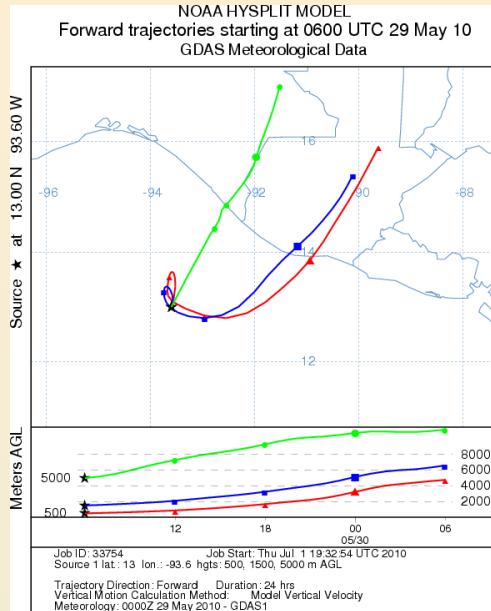 NOAA HYSPLIT MODEL
Forward trajectories starting at 0600 UTC 29 May 10
GDAS Meteorological Data
Source ★ at 13.00 N 93.60 W
16
-96
-94
-92
-90
-88
14
12
Meters AGL
5000
500
8000
6000
4000
2000
12
18
00
06
05/30
Job ID: 33754 Job Start: Thu Jul 1 19:32:54 UTC 2010
Source 1 lat.: 13 lon.: -93.6 hgts: 500, 1500, 5000 m AGL
Trajectory Direction: Forward Duration: 24 hrs
Vertical Motion Calculation Method: Model Vertical Velocity
Meteorology: 0000Z 29 May 2010 - GDAS1